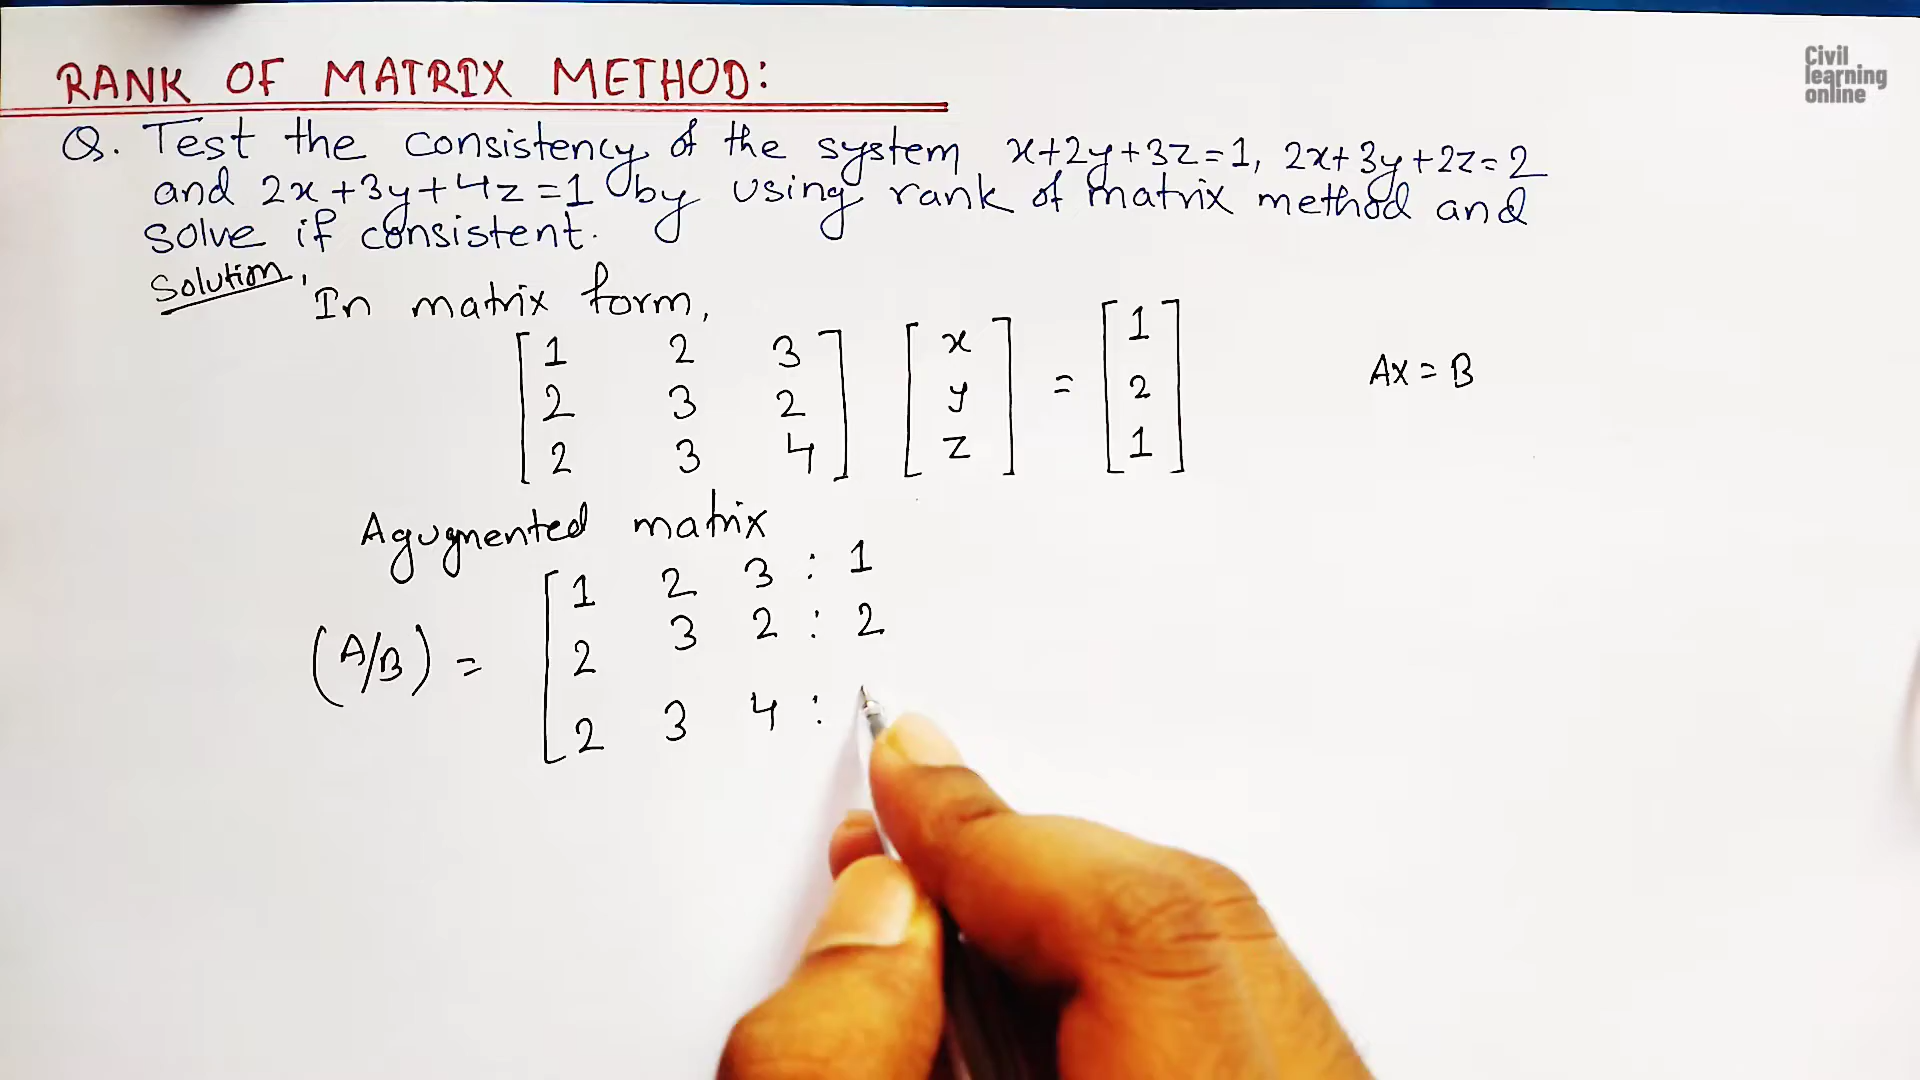 RANK OF MATRIX METHOD:
Civil
learning
online
Q. Test the consistency of the system x+2y+3z=1, 2x+3y+2z=2
and 2x+3y+4z=1 by using rank of matrix method and
solve if consistent.
Solution,
In matrix form,
[1 2 3] [x] [1]
[2 3 2] [y] = [2] Ax = B
[2 3 4] [z] [1]
Agugmented matrix
[1 2 3 : 1
(A/B) = [2 3 2 : 2
[2 3 4 :